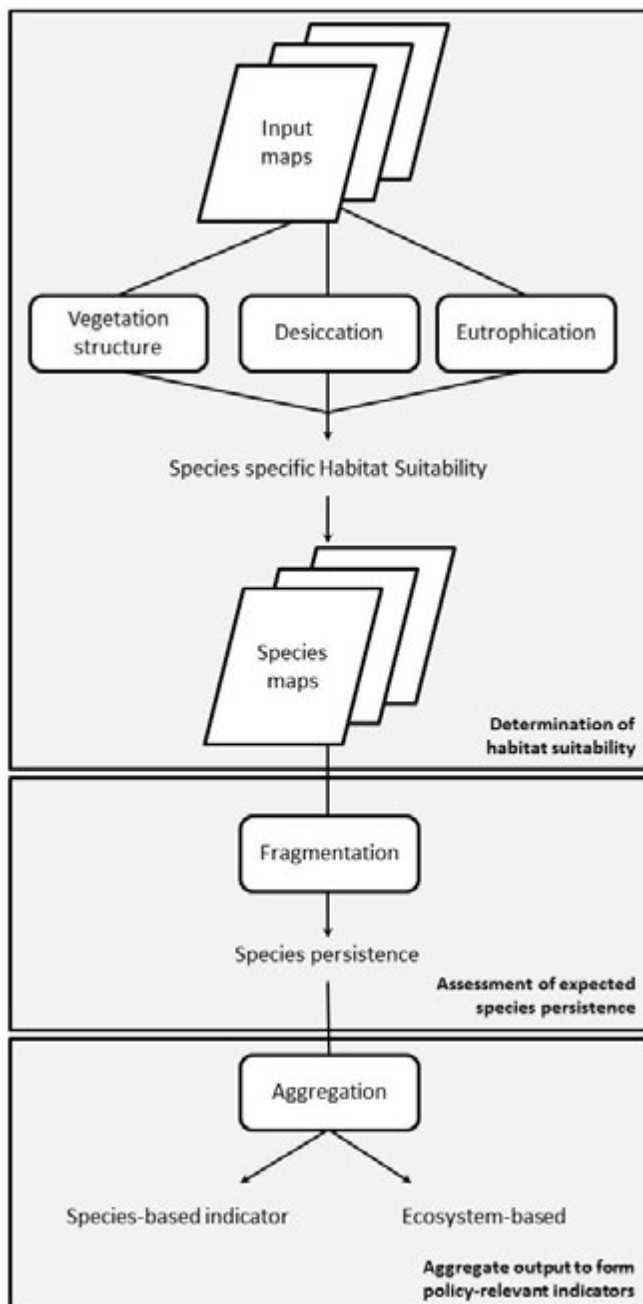 Input
maps
Vegetation
structure
Desiccation
Eutrophication
Species specific Habitat Suitability
Species
maps
Determination of
habitat suitability
Fragmentation
Species persistence
Assessment of expected
species persistence
Aggregation
Species-based indicator
Ecosystem-based
Aggregate output to form
policy-relevant indicators